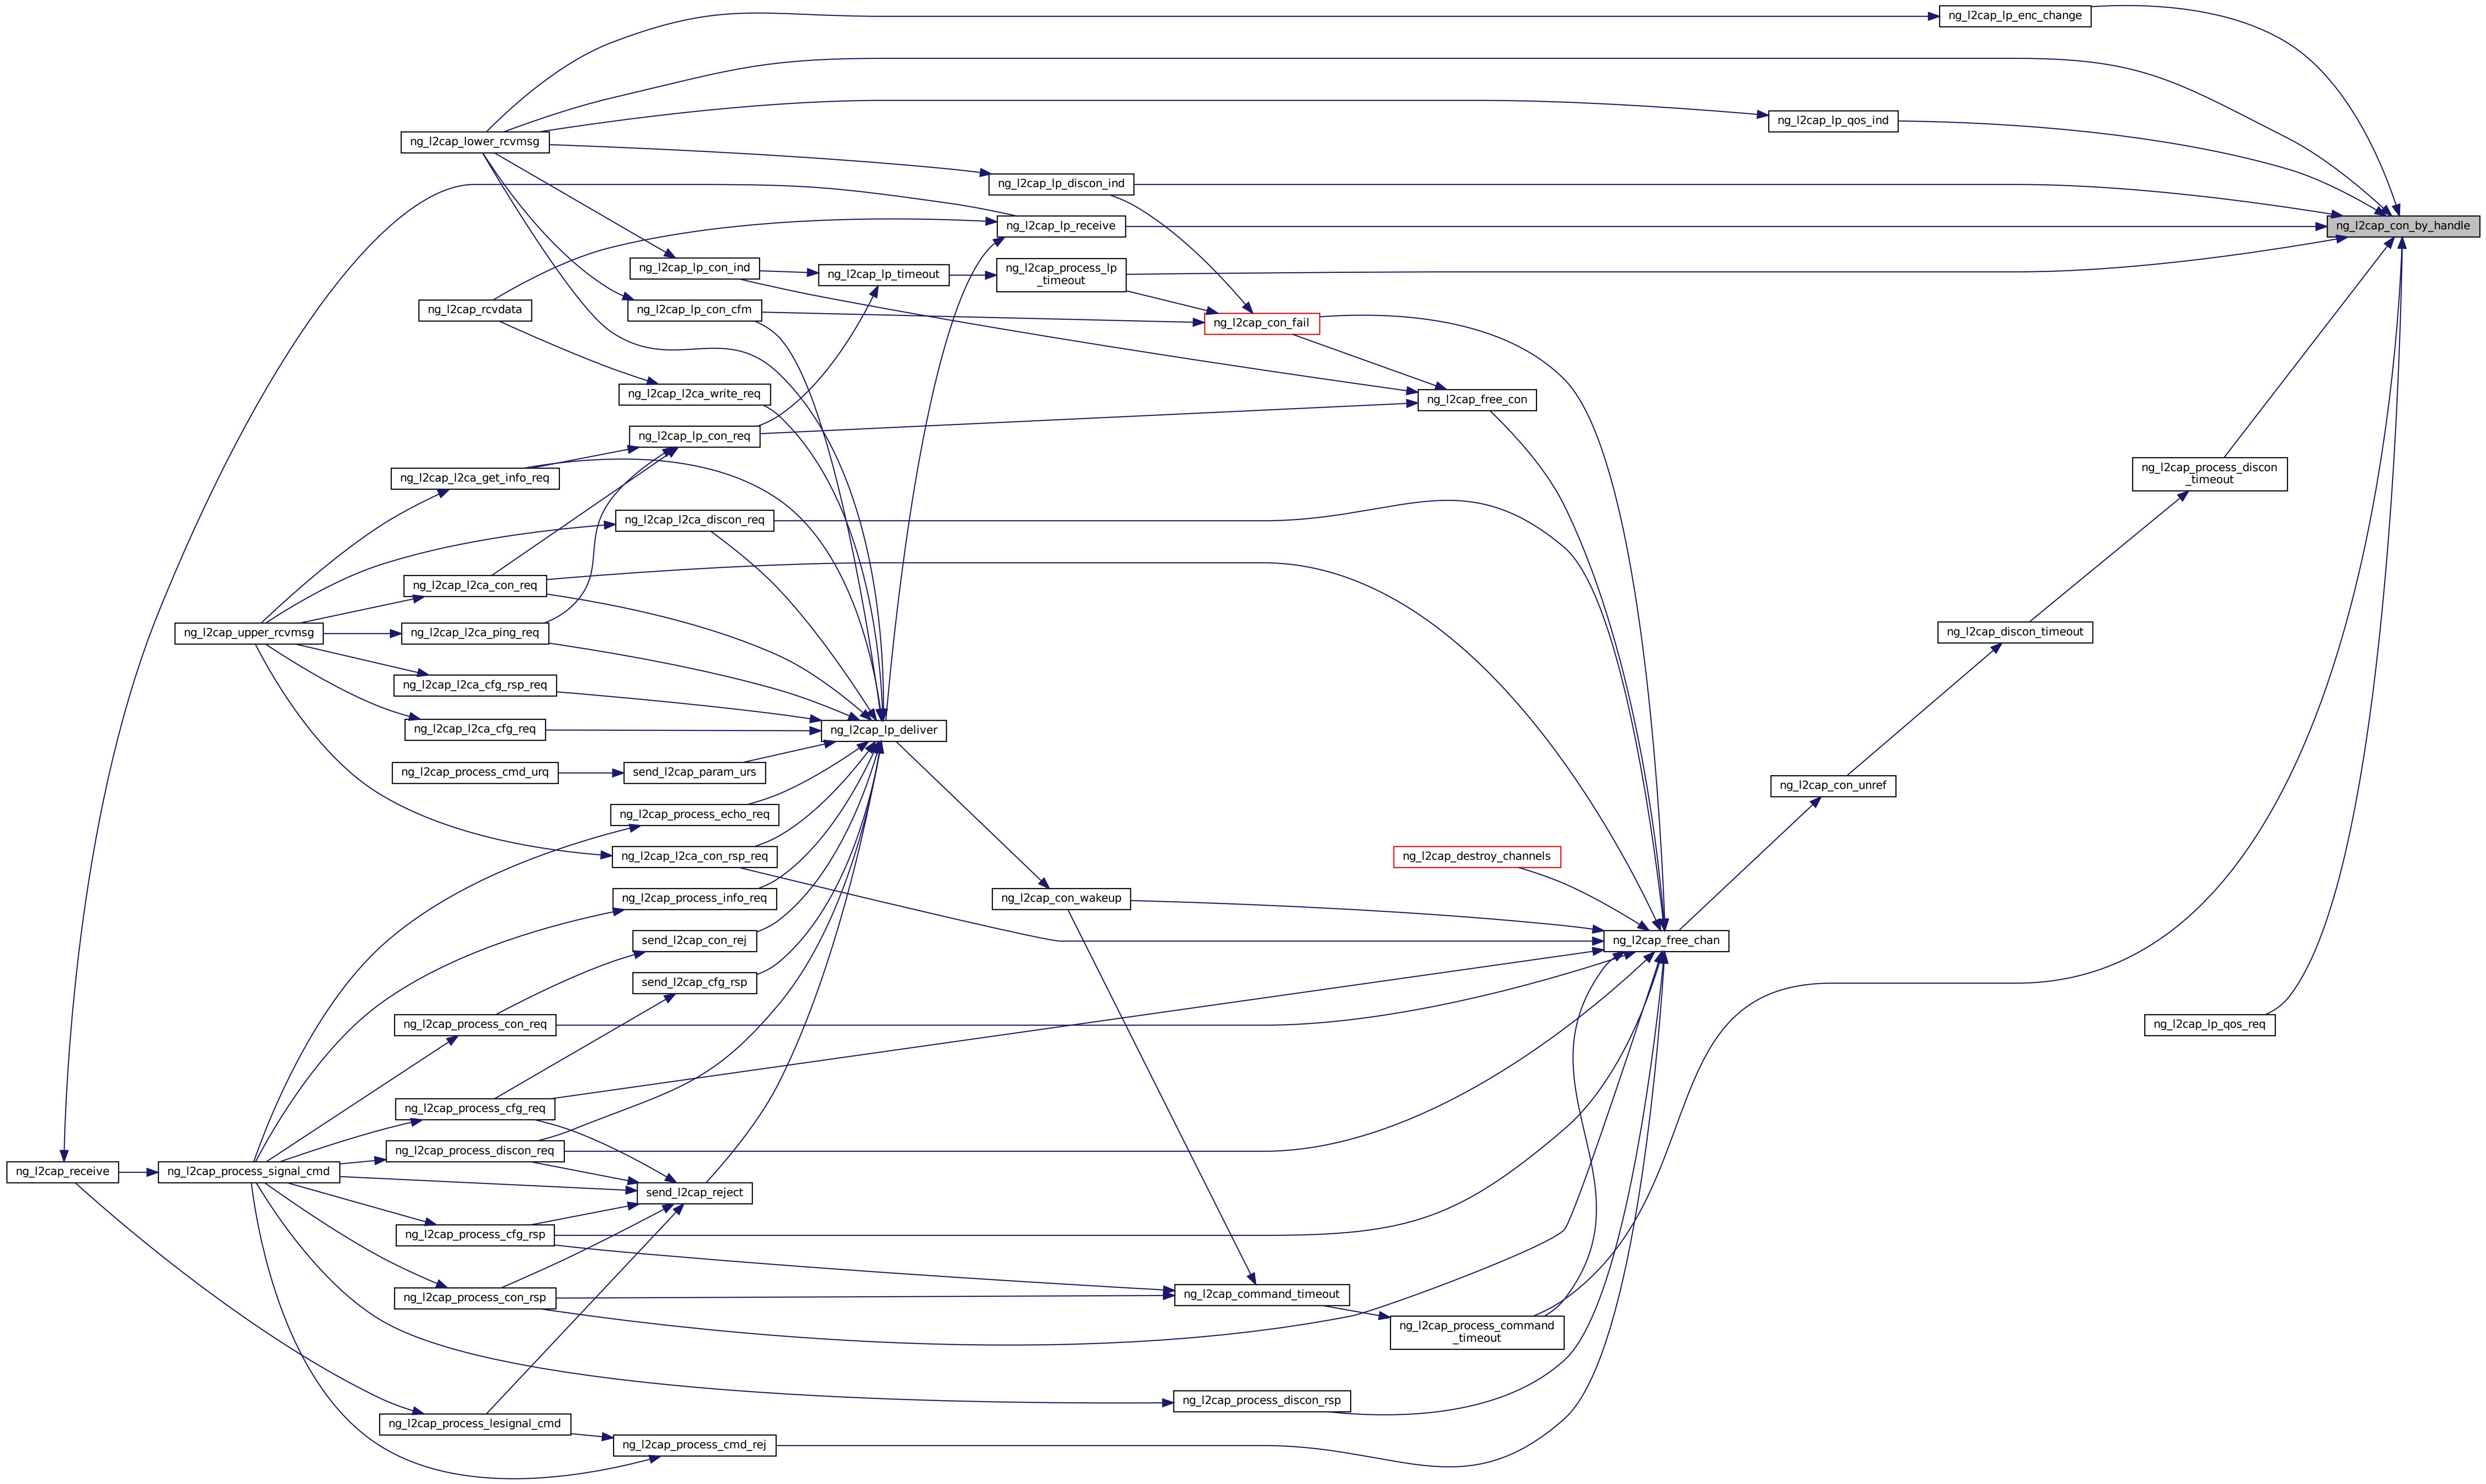 ng_l2cap_lp_enc_change
ng_l2cap_lp_qos_ind
ng_l2cap_lower_rcvmsg
ng_l2cap_lp_discon_ind
ng_l2cap_lp_receive
ng_l2cap_con_by_handle
ng_l2cap_lp_con_ind
ng_l2cap_lp_timeout
ng_l2cap_process_lp
_timeout
ng_l2cap_rcvdata
ng_l2cap_lp_con_cfm
ng_l2cap_con_fail
ng_l2cap_l2ca_write_req
ng_l2cap_free_con
ng_l2cap_lp_con_req
ng_l2cap_l2ca_get_info_req
ng_l2cap_process_discon
_timeout
ng_l2cap_l2ca_discon_req
ng_l2cap_l2ca_con_req
ng_l2cap_upper_rcvmsg
ng_l2cap_l2ca_ping_req
ng_l2cap_discon_timeout
ng_l2cap_l2ca_cfg_rsp_req
ng_l2cap_l2ca_cfg_req
ng_l2cap_lp_deliver
ng_l2cap_process_cmd_urq
send_l2cap_param_urs
ng_l2cap_con_unref
ng_l2cap_process_echo_req
ng_l2cap_l2ca_con_rsp_req
ng_l2cap_destroy_channels
ng_l2cap_process_info_req
ng_l2cap_con_wakeup
send_l2cap_con_rej
ng_l2cap_free_chan
send_l2cap_cfg_rsp
ng_l2cap_process_con_req
ng_l2cap_lp_qos_req
ng_l2cap_process_cfg_req
ng_l2cap_process_discon_req
ng_l2cap_receive
ng_l2cap_process_signal_cmd
send_l2cap_reject
ng_l2cap_process_cfg_rsp
ng_l2cap_process_con_rsp
ng_l2cap_command_timeout
ng_l2cap_process_command
_timeout
ng_l2cap_process_discon_rsp
ng_l2cap_process_lesignal_cmd
ng_l2cap_process_cmd_rej